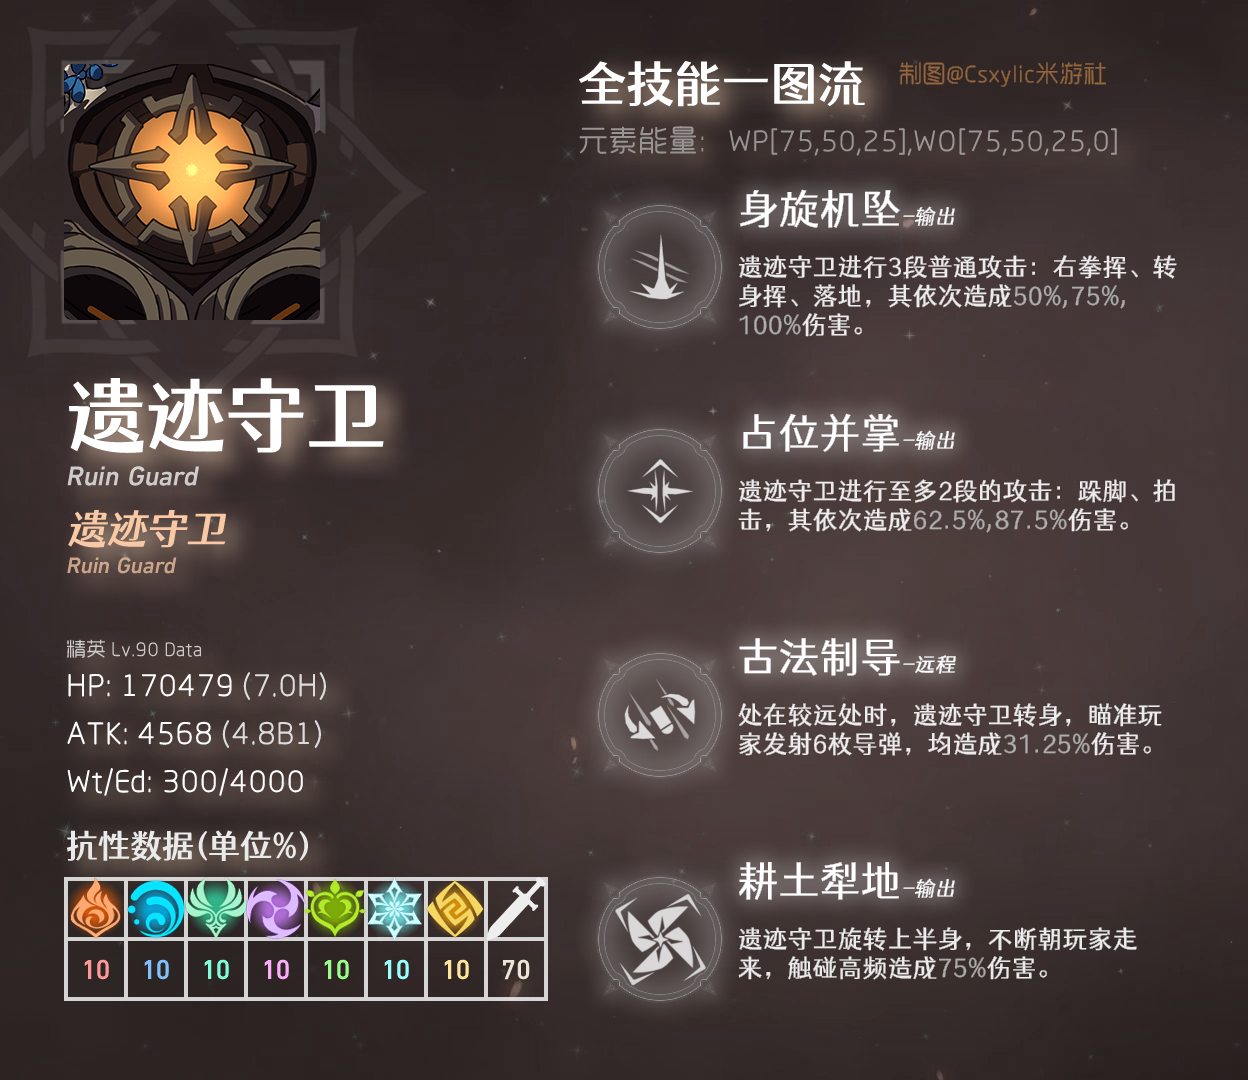 全技能一图流
制图@Csxylic米游社
元素能量: WP[75,50,25],WO[75,50,25,0]
遗迹守卫
Ruin Guard
遗迹守卫
Ruin Guard
精英 Lv.90 Data
HP: 170479 (7.0H)
ATK: 4568 (4.8B1)
Wt/Ed: 300/4000
抗性数据(单位%)
10 10 10 10 10 10 10 70
身旋机坠-输出
遗迹守卫进行3段普通攻击：右拳挥、转
身挥、落地，其依次造成50%,75%,
100%伤害。
占位并掌-输出
遗迹守卫进行至多2段的攻击：跺脚、拍
击，其依次造成62.5%,87.5%伤害。
古法制导-远程
处在较远处时，遗迹守卫转身，瞄准玩
家发射6枚导弹，均造成31.25%伤害。
耕土犁地-输出
遗迹守卫旋转上半身，不断朝玩家走
来，触碰高频造成75%伤害。